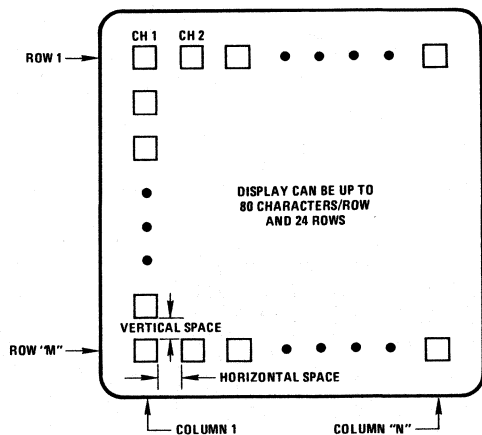 CH 1 CH 2
ROW 1
DISPLAY CAN BE UP TO
80 CHARACTERS/ROW
AND 24 ROWS
VERTICAL SPACE
ROW "M"
HORIZONTAL SPACE
COLUMN 1 COLUMN "N"